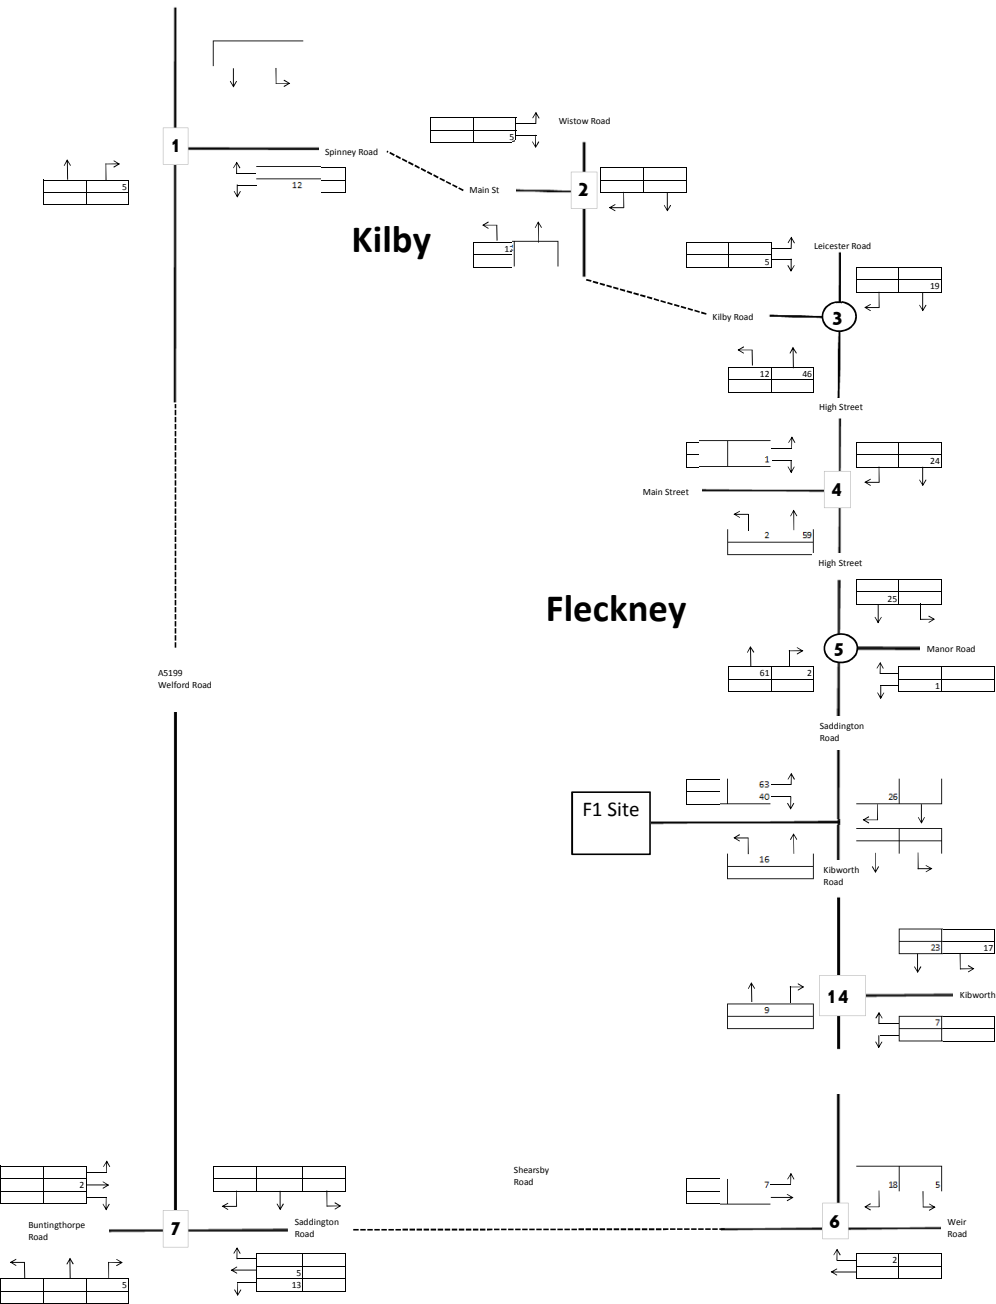 Wistow Road
1
5
Spinney Road
5
12
Main St
2
Kilby
12
Leicester Road
5
19
Kilby Road
3
12 46
High Street
1
24
Main Street
4
2 59
High Street
25
Fleckney
5
Manor Road
61 2
1
A5199
Welford Road
Saddington
Road
63
40
26
F1 Site
16
Kibworth
Road
23 17
14
Kibworth
9
7
Shearsby
Road
2
7
18 5
Buntingthorpe
Road
7
Saddington
Road
6
Weir
Road
5
5
13
2